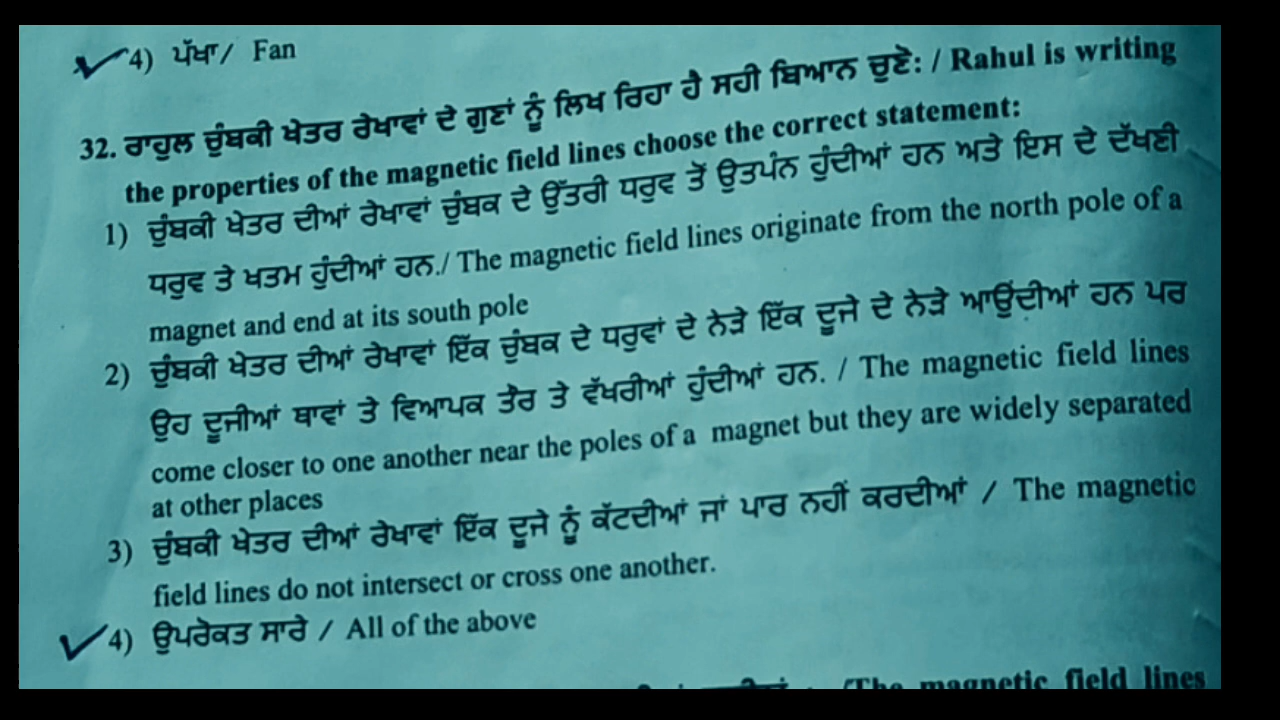 4) ਪੱਖਾ/ Fan
32. ਰਾਹੁਲ ਚੁੰਬਕੀ ਖੇਤਰ ਰੇਖਾਵਾਂ ਦੇ ਗੁਣਾਂ ਨੂੰ ਲਿਖ ਰਿਹਾ ਹੈ ਸਹੀ ਬਿਆਨ ਚੁਣੋ: / Rahul is writing
the properties of the magnetic field lines choose the correct statement:
1) ਚੁੰਬਕੀ ਖੇਤਰ ਦੀਆਂ ਰੇਖਾਵਾਂ ਚੁੰਬਕ ਦੇ ਉੱਤਰੀ ਧਰੁਵ ਤੋਂ ਉਤਪੰਨ ਹੁੰਦੀਆਂ ਹਨ ਅਤੇ ਇਸ ਦੇ ਦੱਖਣੀ
ਧਰੁਵ ਤੇ ਖਤਮ ਹੁੰਦੀਆਂ ਹਨ./ The magnetic field lines originate from the north pole of a
magnet and end at its south pole
2) ਚੁੰਬਕੀ ਖੇਤਰ ਦੀਆਂ ਰੇਖਾਵਾਂ ਇੱਕ ਚੁੰਬਕ ਦੇ ਧਰੁਵਾਂ ਦੇ ਨੇੜੇ ਇੱਕ ਦੂਜੇ ਦੇ ਨੇੜੇ ਆਉਂਦੀਆਂ ਹਨ ਪਰ
ਉਹ ਦੂਜੀਆਂ ਥਾਵਾਂ ਤੇ ਵਿਆਪਕ ਤੌਰ ਤੇ ਵੱਖਰੀਆਂ ਹੁੰਦੀਆਂ ਹਨ. / The magnetic field lines
come closer to one another near the poles of a magnet but they are widely separated
at other places
3) ਚੁੰਬਕੀ ਖੇਤਰ ਦੀਆਂ ਰੇਖਾਵਾਂ ਇੱਕ ਦੂਜੇ ਨੂੰ ਕੱਟਦੀਆਂ ਜਾਂ ਪਾਰ ਨਹੀਂ ਕਰਦੀਆਂ / The magnetic
field lines do not intersect or cross one another.
4) ਉਪਰੋਕਤ ਸਾਰੇ / All of the above
/The magnetic field lines